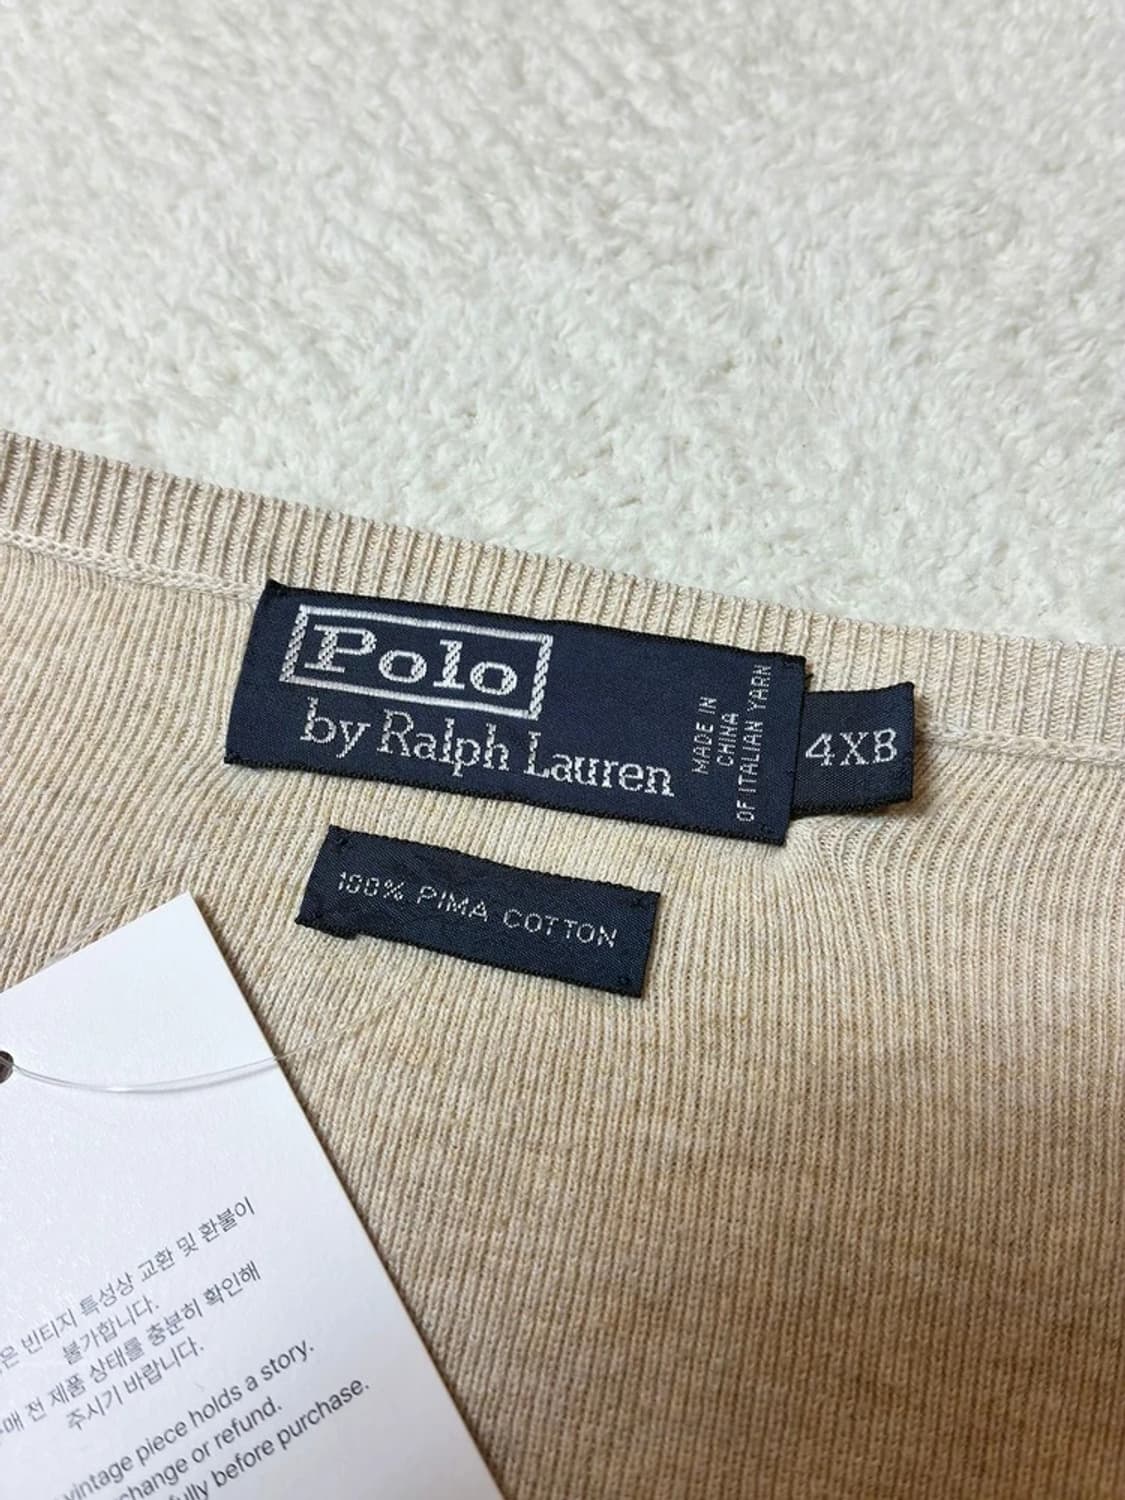 Polo
by Ralph Lauren
MADE IN
CHINA
OF ITALIAN YARN
4XB
100% PIMA COTTON
은 빈티지 특성상 교환 및 환불이
불가합니다.
전 제품 상태를 충분히 확인해
주시기 바랍니다.
vintage piece holds a story.
change or refund.
before purchase.